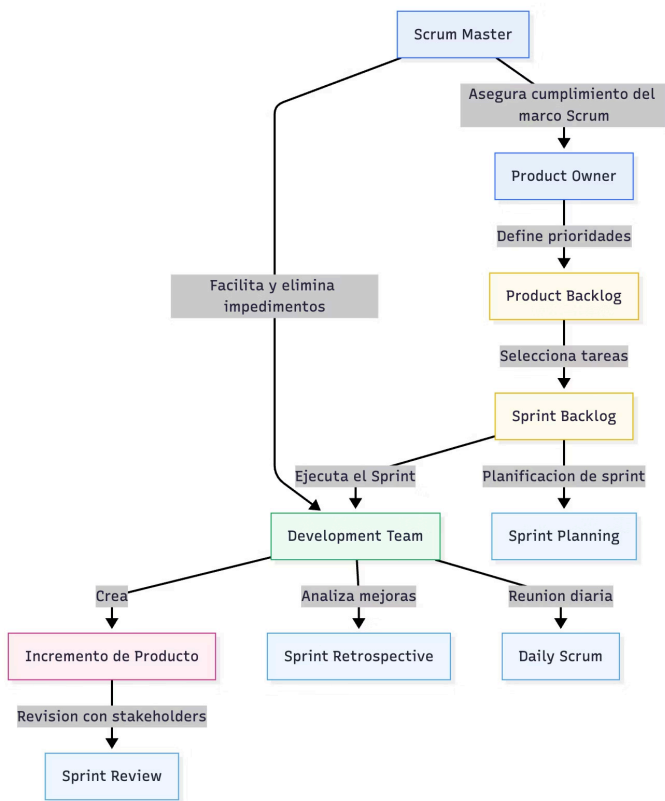 Scrum Master
Asegura cumplimiento del
marco Scrum
Product Owner
Define prioridades
Facilita y elimina
impedimentos
Product Backlog
Selecciona tareas
Sprint Backlog
Ejecuta el Sprint
Planificacion de sprint
Development Team
Sprint Planning
Crea
Analiza mejoras
Reunion diaria
Incremento de Producto
Sprint Retrospective
Daily Scrum
Revision con stakeholders
Sprint Review